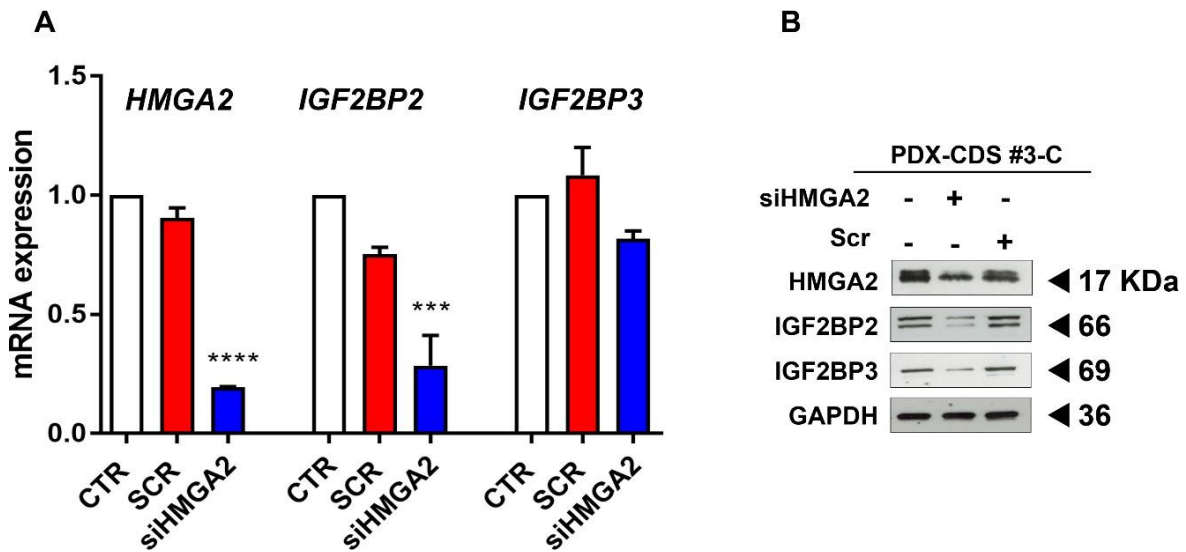 A
B
mRNA expression
1.5
1.0
0.5
0.0
HMGA2 IGF2BP2 IGF2BP3
****
***
CTR SCR siHMGA2 CTR SCR siHMGA2 CTR SCR siHMGA2
PDX-CDS #3-C
siHMGA2 - + -
Scr - - +
HMGA2 ◀ 17 KDa
IGF2BP2 ◀ 66
IGF2BP3 ◀ 69
GAPDH ◀ 36